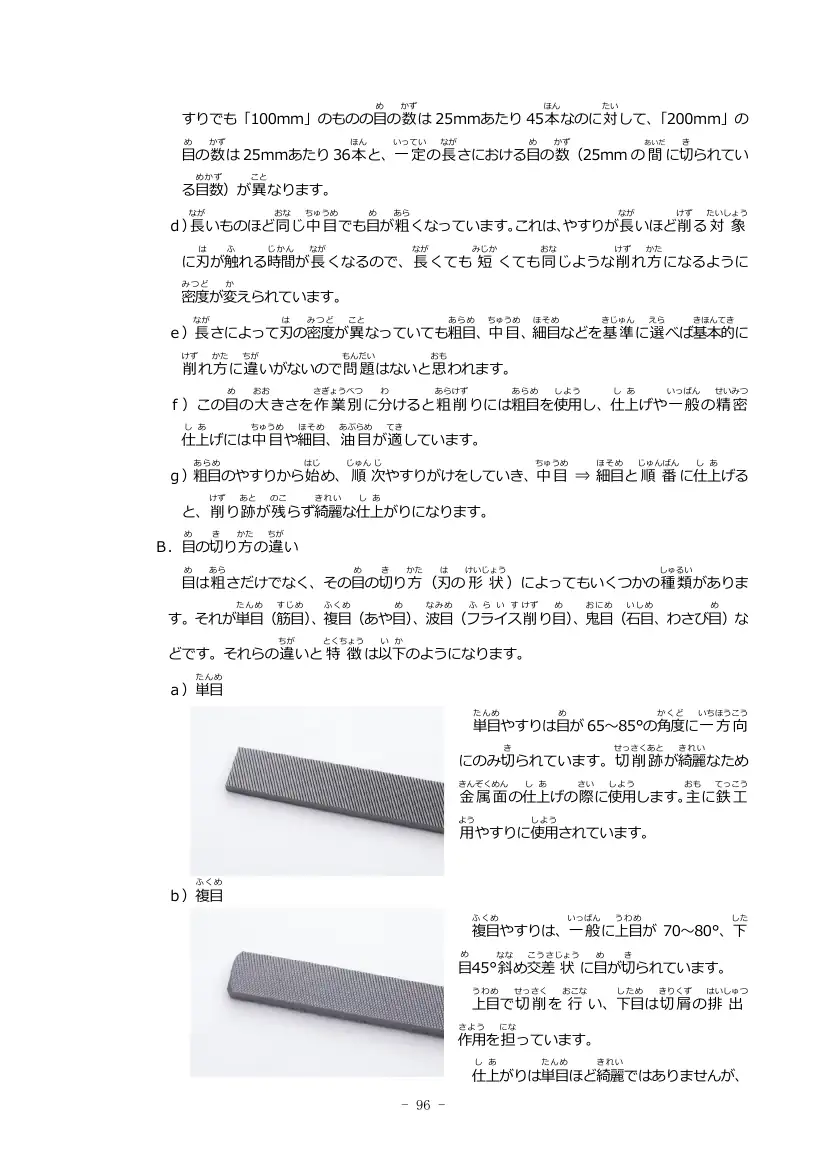 すりでも「100mm」のものの目の数は 25mmあたり 45本なのに対して、「200mm」の
目の数は 25mmあたり 36本と、一定の長さにおける目の数（25mm の間に切られてい
る目数）が異なります。
d）長いものほど同じ中目でも目が粗くなっています。これは、やすりが長いほど削る対象
に刃が触れる時間が長くなるので、長くても短くても同じような削れ方になるように
密度が変えられています。
e）長さによって刃の密度が異なっていても粗目、中目、細目などを基準に選べば基本的に
削れ方に違いがないので問題はないと思われます。
f）この目の大きさを作業別に分けると粗削りには粗目を使用し、仕上げや一般の精密
仕上げには中目や細目、油目が適しています。
g）粗目のやすりから始め、順次やすりがけをしていき、中目 ⇒ 細目と順番に仕上げる
と、削り跡が残らず綺麗な仕上がりになります。
B．目の切り方の違い
目は粗さだけでなく、その目の切り方（刃の形状）によってもいくつかの種類がありま
す。それが単目（筋目）、複目（あや目）、波目（フライス削り目）、鬼目（石目、わさび目）な
どです。それらの違いと特徴は以下のようになります。
a）単目
単目やすりは目が 65～85°の角度に一方向
にのみ切られています。切削跡が綺麗なため
金属面の仕上げの際に使用します。主に鉄工
用やすりに使用されています。
b）複目
複目やすりは、一般に上目が 70～80°、下
目45°斜め交差状に目が切られています。
上目で切削を行い、下目は切屑の排出
作用を担っています。
仕上がりは単目ほど綺麗ではありませんが、
－ 96 －